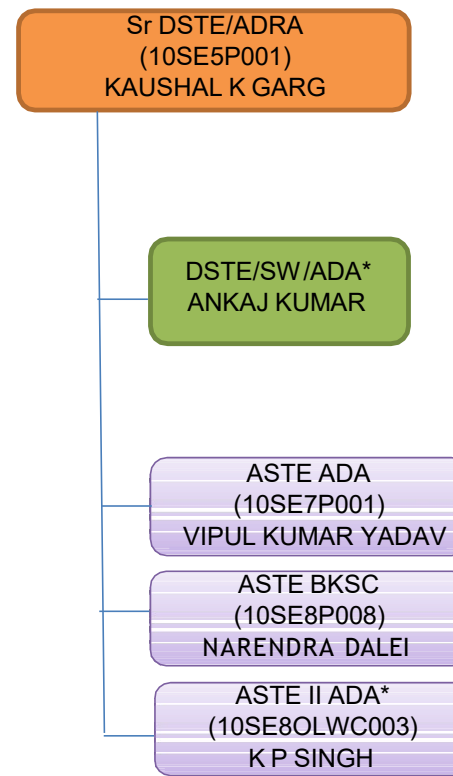 Sr DSTE/ADRA
(10SE5P001)
KAUSHAL K GARG
DSTE/SW/ADA*
ANKAJ KUMAR
ASTE ADA
(10SE7P001)
VIPUL KUMAR YADAV
ASTE BKSC
(10SE8P008)
NARENDRA DALEI
ASTE II ADA*
(10SE8OLWC003)
K P SINGH